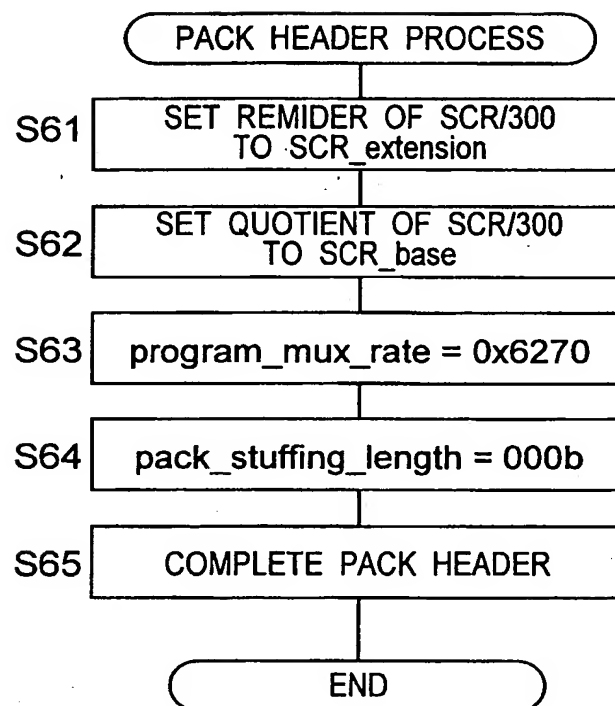 PACK HEADER PROCESS
S61
SET REMIDER OF SCR/300
TO SCR_extension
S62
SET QUOTIENT OF SCR/300
TO SCR_base
S63
program_mux_rate = 0x6270
S64
pack_stuffing_length = 000b
S65
COMPLETE PACK HEADER
END